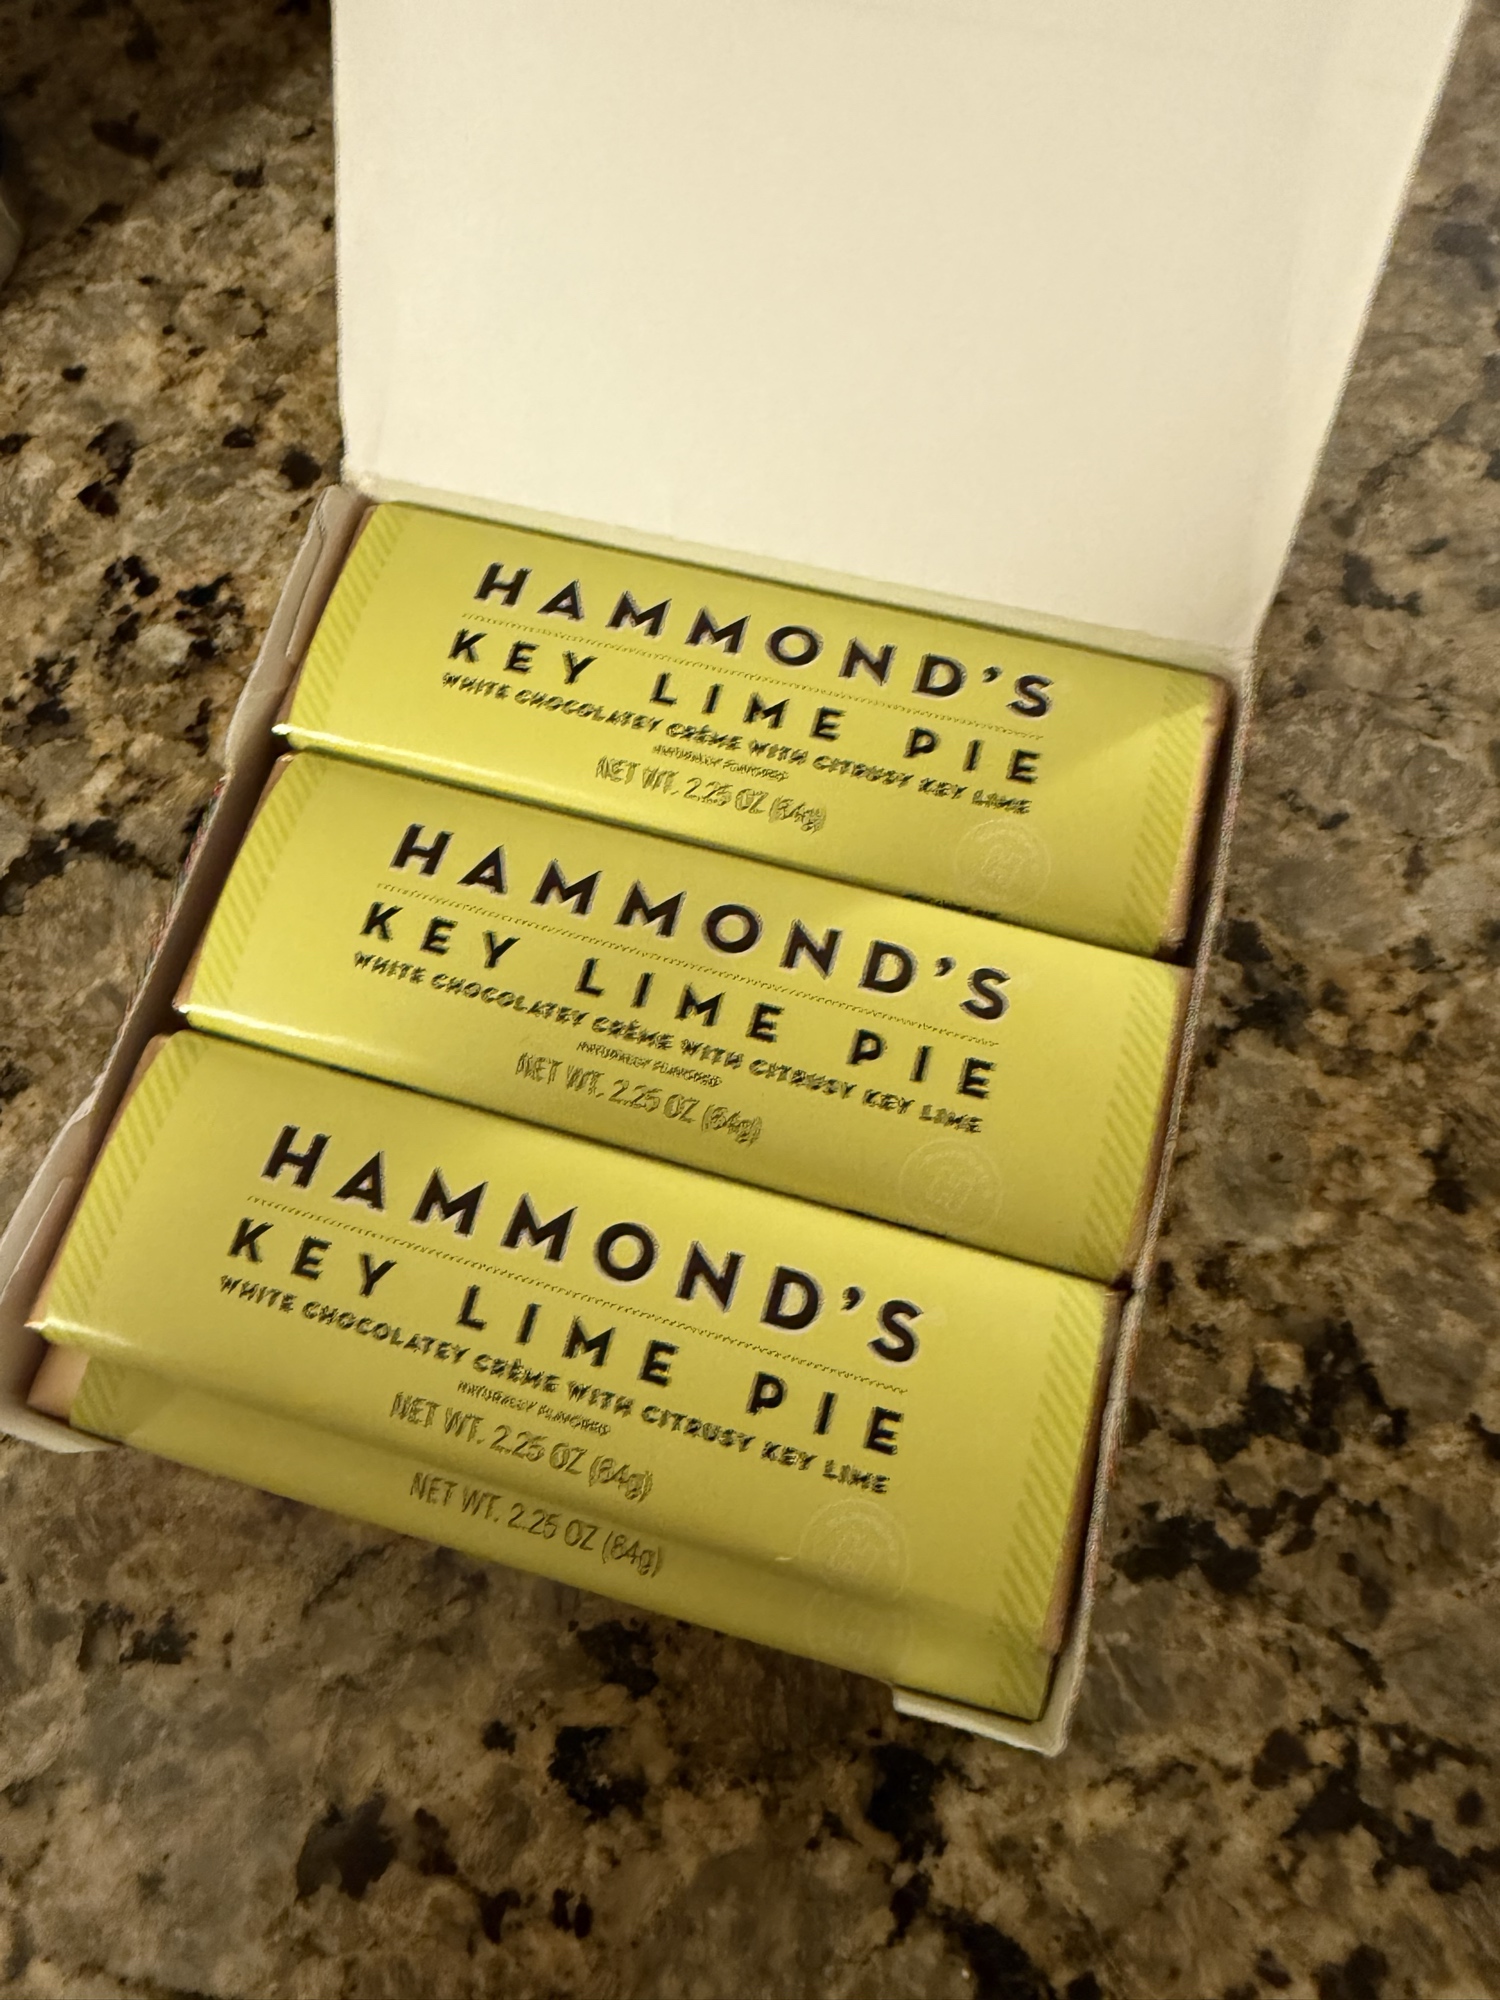 HAMMOND'S
KEY LIME PIE
WHITE CHOCOLATEY CRÈME WITH CITRUSY KEY LIME
NATURALLY FLAVORED
NET WT. 2.25 OZ (64g)
HAMMOND'S
KEY LIME PIE
WHITE CHOCOLATEY CRÈME WITH CITRUSY KEY LIME
NATURALLY FLAVORED
NET WT. 2.25 OZ (64g)
HAMMOND'S
KEY LIME PIE
WHITE CHOCOLATEY CRÈME WITH CITRUSY KEY LIME
NATURALLY FLAVORED
NET WT. 2.25 OZ (64g)
NET WT. 2.25 OZ (64g)